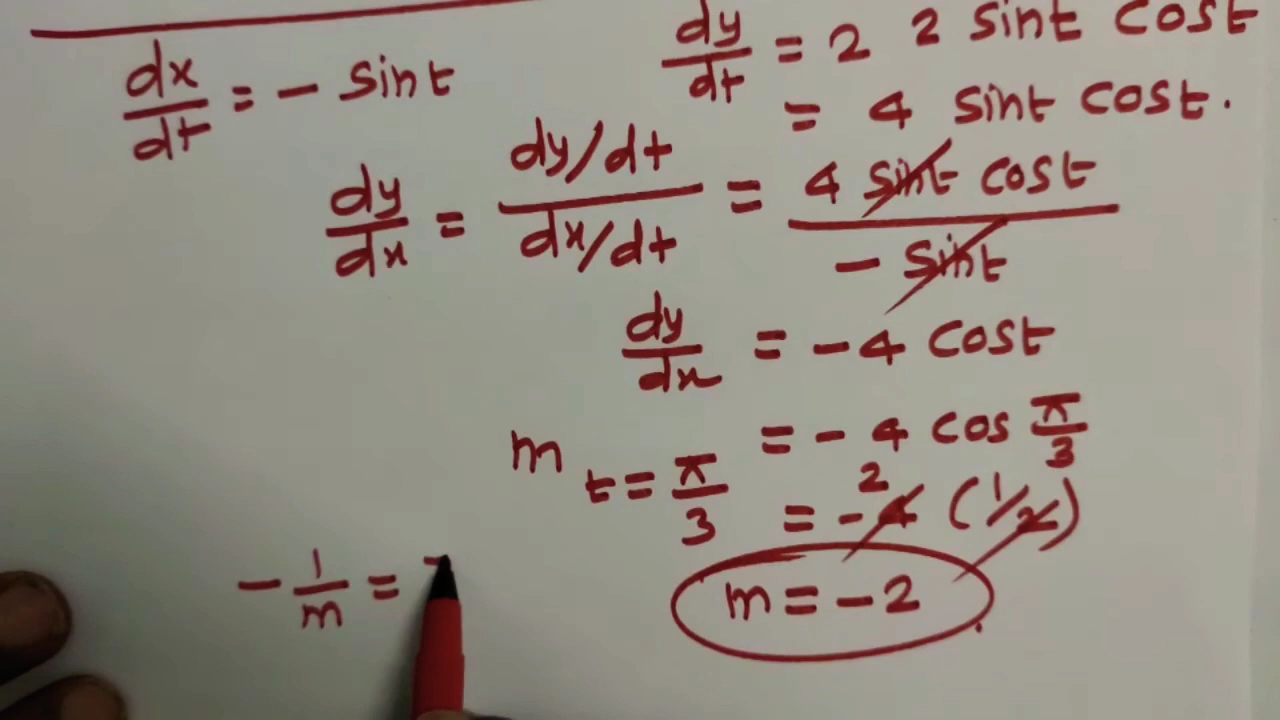 dx/dt = - sint
dy/dt = 2 2 sint cost
= 4 sint cost.
dy/dx = dy/dt / dx/dt = 4 sint cost / - sint
dy/dx = -4 cost
m t = π/3 = -4 cos π/3
= -4 2 (1/2)
- 1/m = -
m = -2